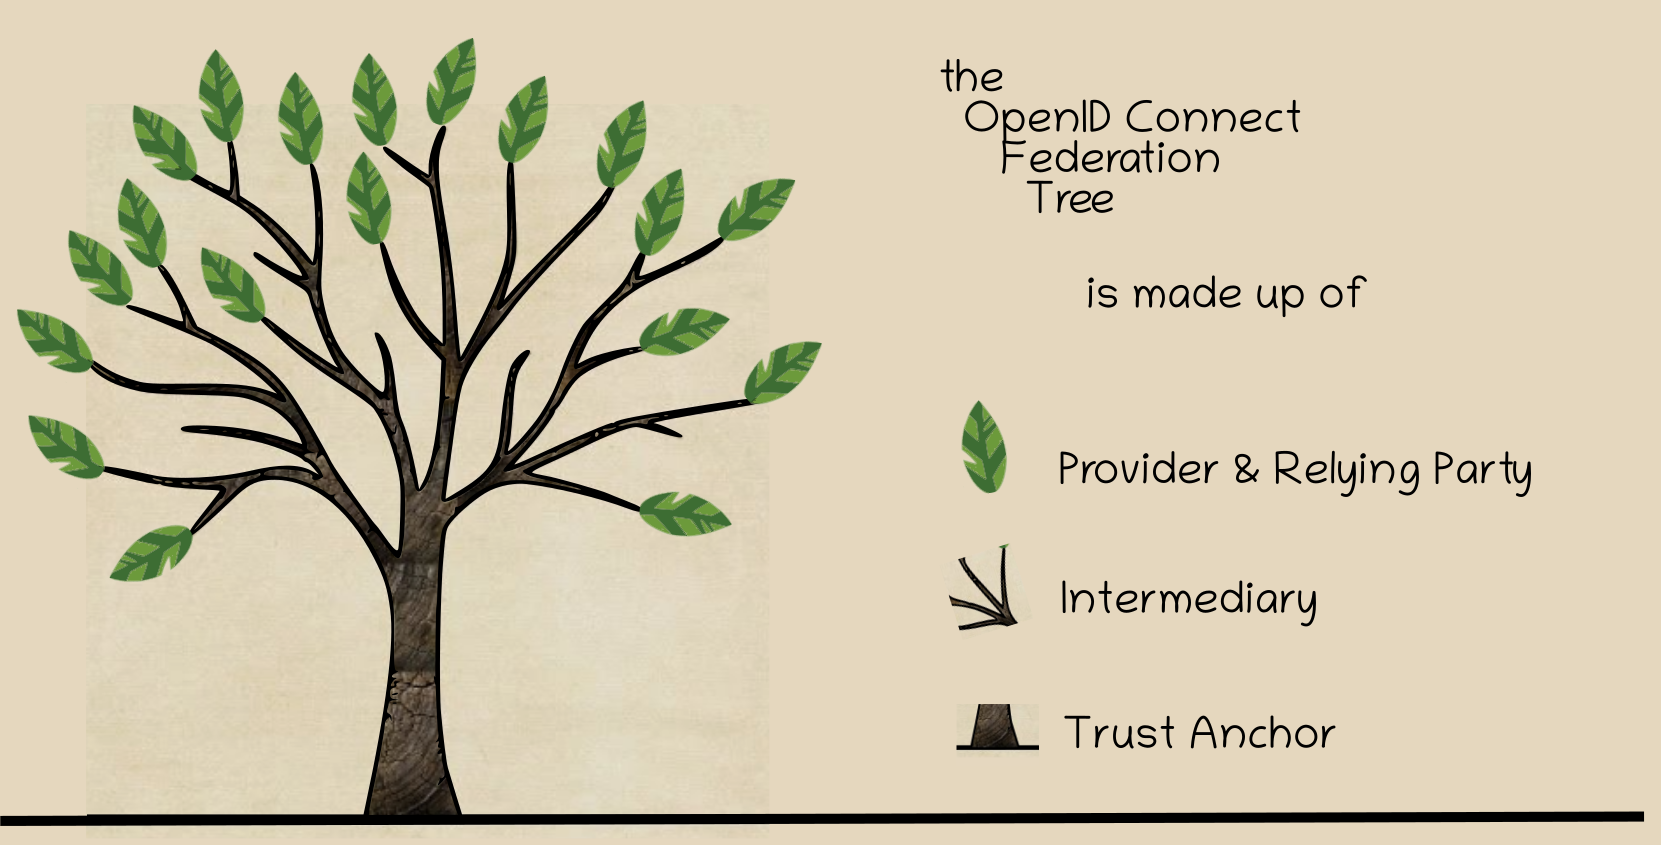 the
OpenID Connect
Federation
Tree
is made up of
Provider & Relying Party
Intermediary
Trust Anchor